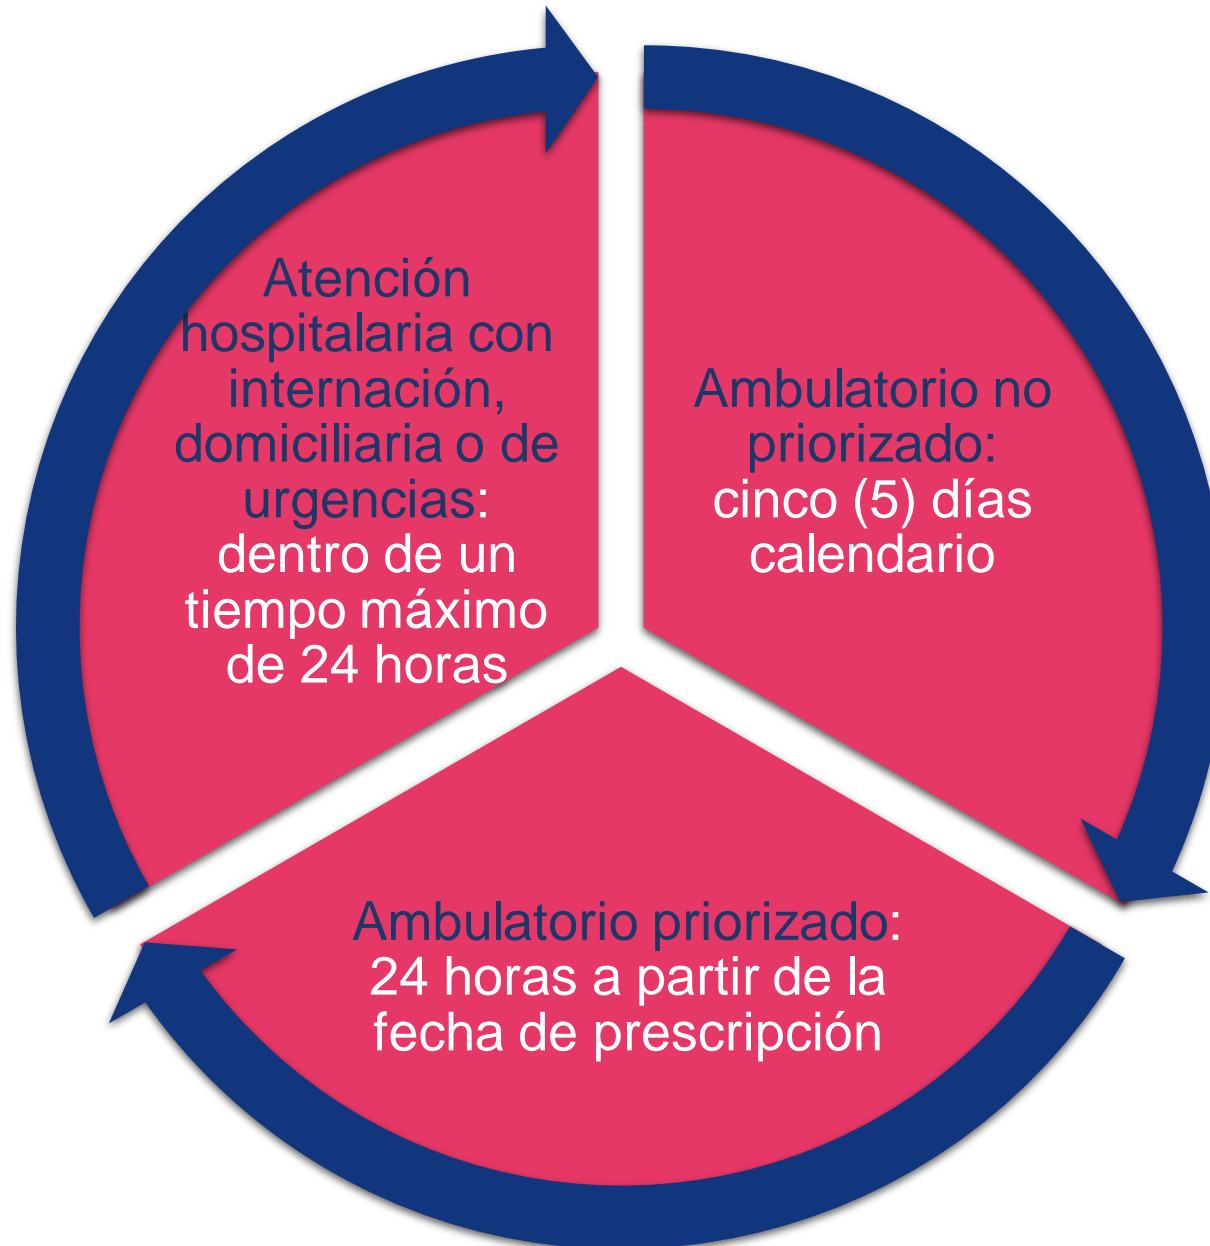 Atención
hospitalaria con
internación,
domiciliaria o de
urgencias:
dentro de un
tiempo máximo
de 24 horas
Ambulatorio no
priorizado:
cinco (5) días
calendario
Ambulatorio priorizado:
24 horas a partir de la
fecha de prescripción